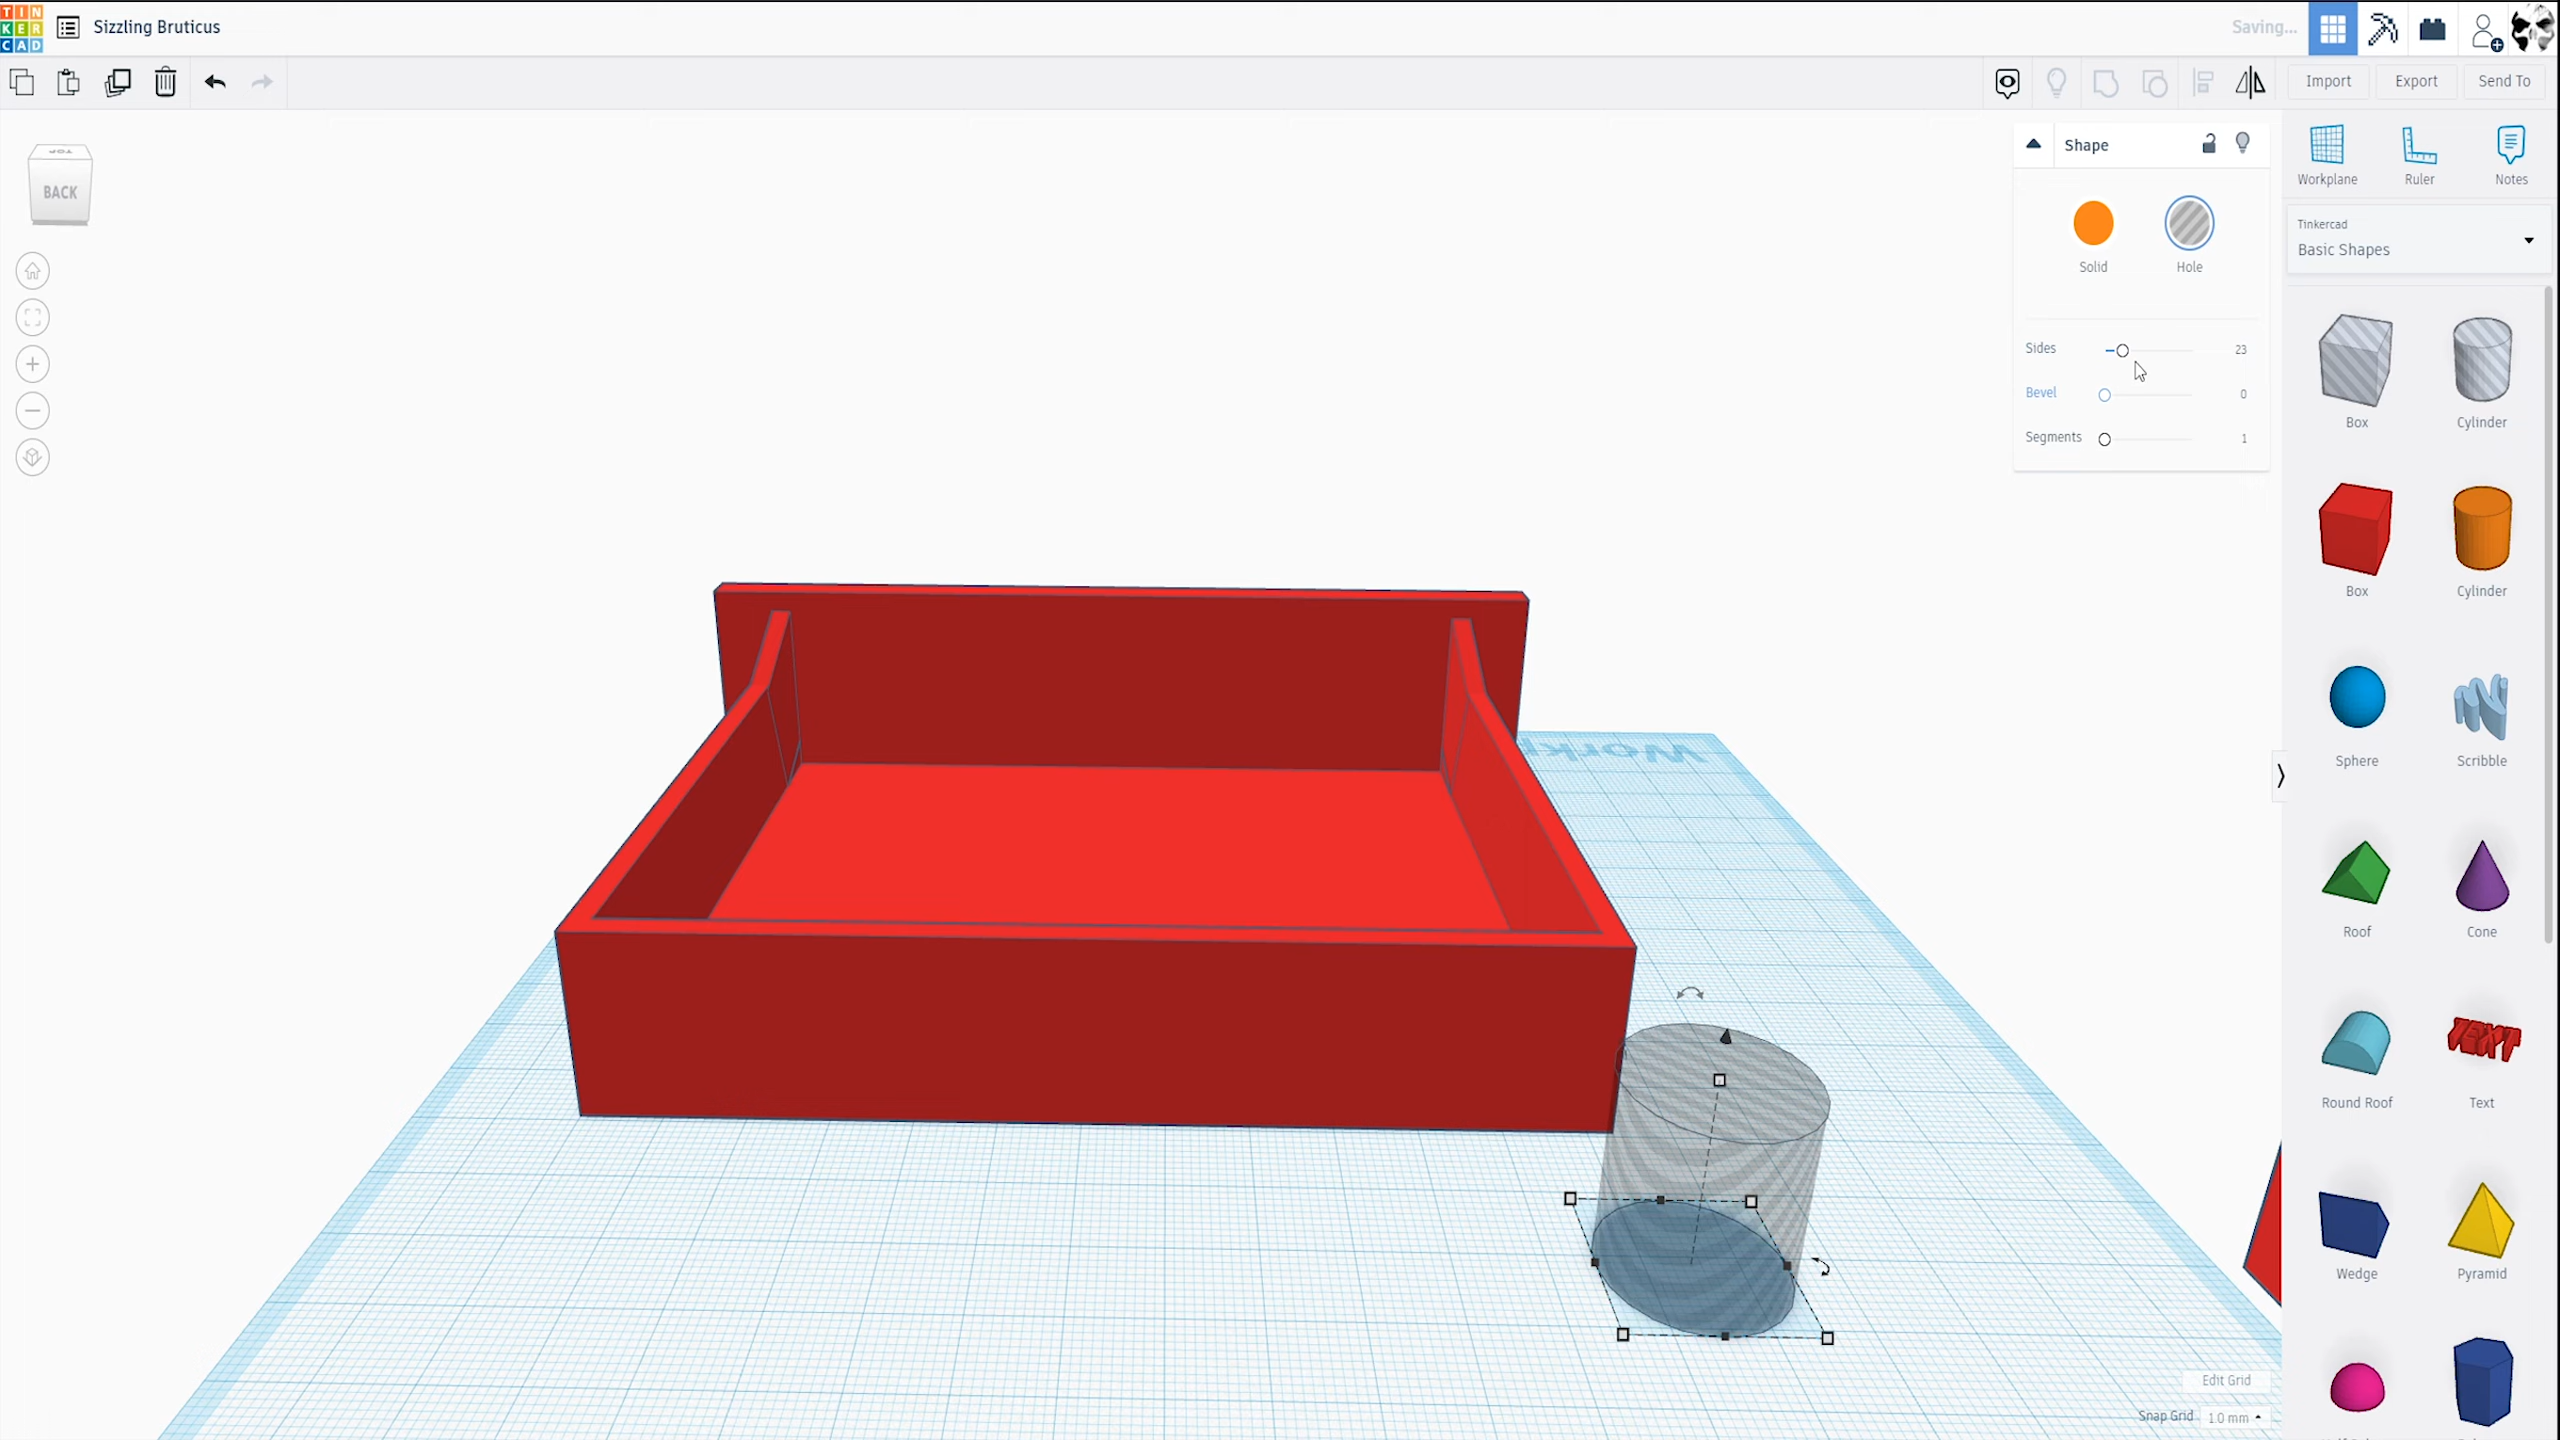 TIN
KER
CAD
Sizzling Bruticus
Saving...
Import
Export
Send To
TOP
BACK
Shape
Solid
Hole
Sides
23
Bevel
0
Segments
1
Workplane
Ruler
Notes
Tinkercad
Basic Shapes
Box
Cylinder
Box
Cylinder
Sphere
Scribble
Roof
Cone
Round Roof
TEXT
Text
Wedge
Pyramid
Edit Grid
Snap Grid
1.0 mm